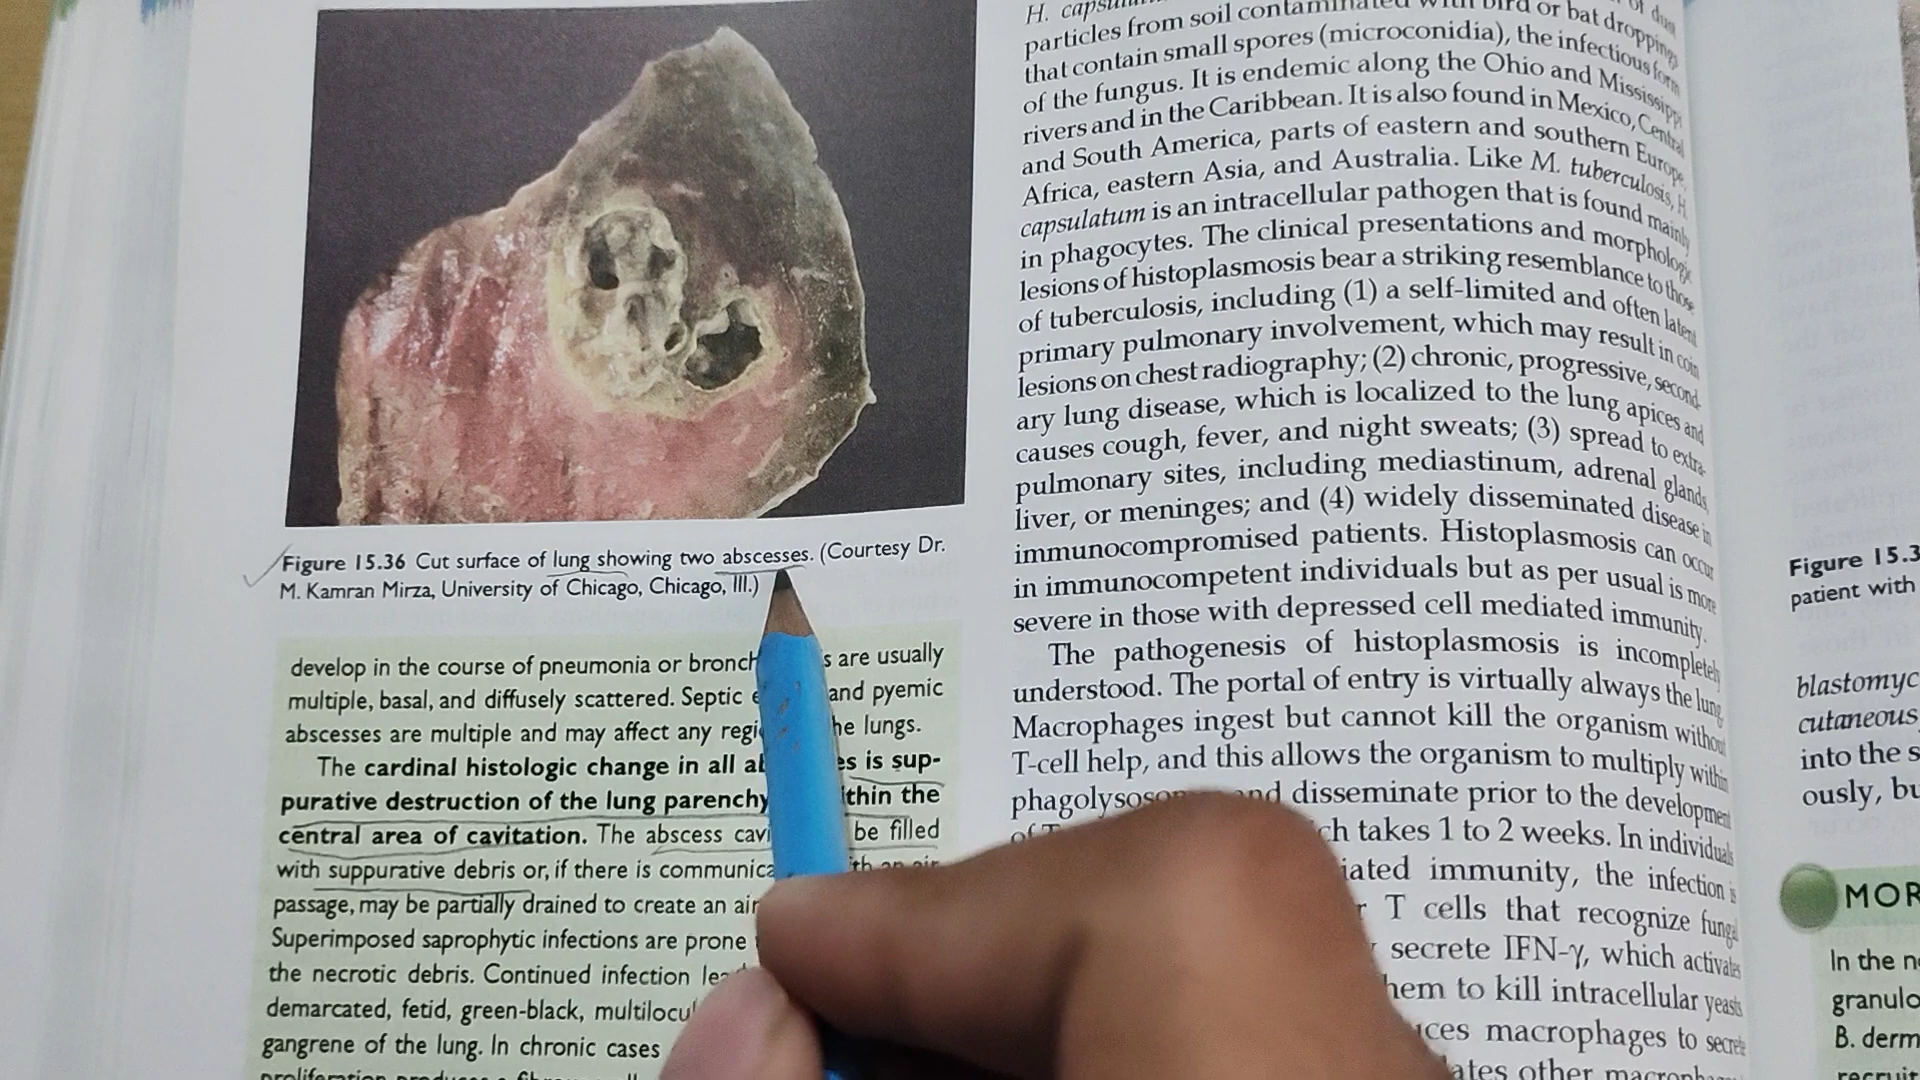 Figure 15.36 Cut surface of lung showing two abscesses. (Courtesy Dr.
M. Kamran Mirza, University of Chicago, Chicago, Ill.)
develop in the course of pneumonia or s are usually
multiple, basal, and diffusely scattered. Septic and pyemic
abscesses are multiple and may affect any lungs.
The cardinal histologic change in all is sup-
purative destruction of the lung the
central area of cavitation. The abscess be filled
with suppurative debris or, if there is
passage, may be partially drained to create an air
Superimposed saprophytic infections are prone
the necrotic debris. Continued infection
demarcated, fetid, green-black,
gangrene of the lung. In chronic cases
H.
particles from soil contaminated with bird or bat droppings
that contain small spores (microconidia), the infectious form
of the fungus. It is endemic along the Ohio and Mississippi
rivers and in the Caribbean. It is also found in Mexico, Central
and South America, parts of eastern and southern Europe,
Africa, eastern Asia, and Australia. Like M. tuberculosis, H.
capsulatum is an intracellular pathogen that is found mainly
in phagocytes. The clinical presentations and morphologic
lesions of histoplasmosis bear a striking resemblance to those
of tuberculosis, including (1) a self-limited and often latent
primary pulmonary involvement, which may result in coin
lesions on chest radiography; (2) chronic, progressive, second-
ary lung disease, which is localized to the lung apices and
causes cough, fever, and night sweats; (3) spread to extra-
pulmonary sites, including mediastinum, adrenal glands,
liver, or meninges; and (4) widely disseminated disease in
immunocompromised patients. Histoplasmosis can occur
in immunocompetent individuals but as per usual is more
severe in those with depressed cell mediated immunity.
The pathogenesis of histoplasmosis is incompletely
understood. The portal of entry is virtually always the lung.
Macrophages ingest but cannot kill the organism without
T-cell help, and this allows the organism to multiply within
and disseminate prior to the development
takes 1 to 2 weeks. In individuals
immunity, the infection is
T cells that recognize fungal
secrete IFN-γ, which activates
to kill intracellular yeasts
macrophages to secrete
other
Figure 15.3
patient with
blastomyc
cutaneous
into the s
ously, bu
MOR
In the n
granulo
B. derm
recruit